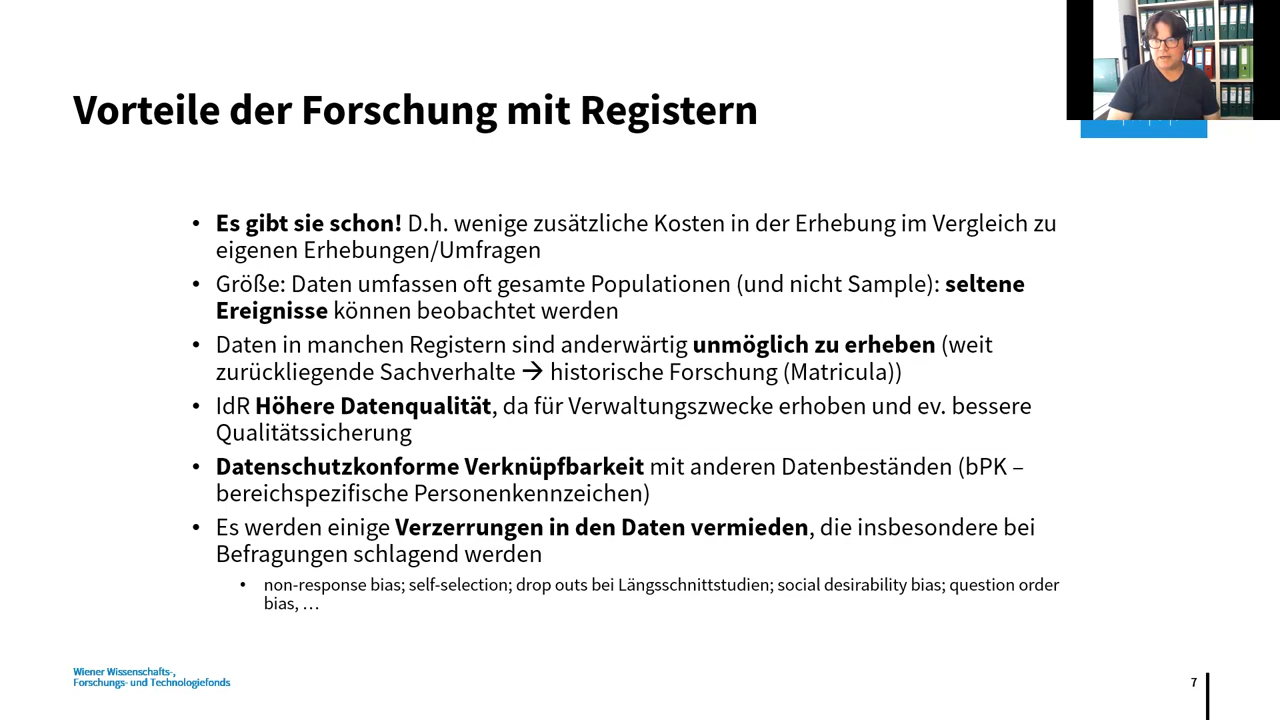 Vorteile der Forschung mit Registern
• Es gibt sie schon! D.h. wenige zusätzliche Kosten in der Erhebung im Vergleich zu
eigenen Erhebungen/Umfragen
• Größe: Daten umfassen oft gesamte Populationen (und nicht Sample): seltene
Ereignisse können beobachtet werden
• Daten in manchen Registern sind anderwärtig unmöglich zu erheben (weit
zurückliegende Sachverhalte → historische Forschung (Matricula))
• IdR Höhere Datenqualität, da für Verwaltungszwecke erhoben und ev. bessere
Qualitätssicherung
• Datenschutzkonforme Verknüpfbarkeit mit anderen Datenbeständen (bPK –
bereichspezifische Personenkennzeichen)
• Es werden einige Verzerrungen in den Daten vermieden, die insbesondere bei
Befragungen schlagend werden
• non-response bias; self-selection; drop outs bei Längsschnittstudien; social desirability bias; question order
bias, …
Wiener Wissenschafts-,
Forschungs- und Technologiefonds
7